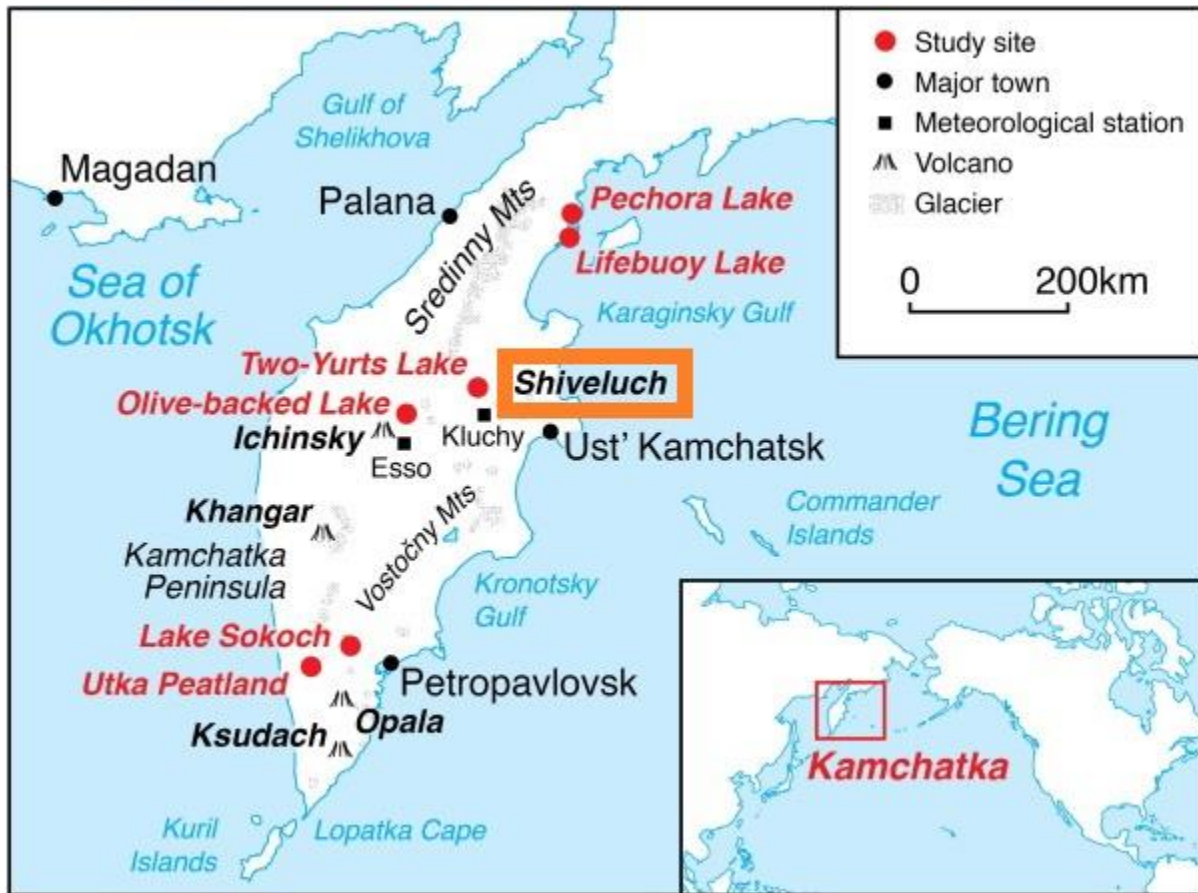 Study site
Major town
Meteorological station
Volcano
Glacier
0 200km
Gulf of
Shelikhova
Magadan
Palana
Sredinny Mts
Pechora Lake
Lifebuoy Lake
Sea of
Okhotsk
Karaginsky Gulf
Two-Yurts Lake
Shiveluch
Olive-backed Lake
Ichinsky
Kluchy
Esso
Ust' Kamchatsk
Bering
Sea
Khangar
Commander
Islands
Kamchatka
Peninsula
Vostočny Mts
Kronotsky
Gulf
Lake Sokoch
Utka Peatland
Petropavlovsk
Opala
Ksudach
Kuril
Islands
Lopatka Cape
Kamchatka